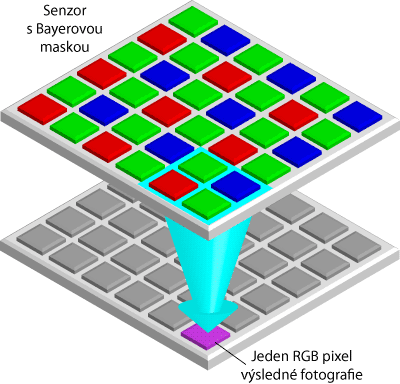 Senzor
s Bayerovou
maskou
Jeden RGB pixel
výsledné fotografie